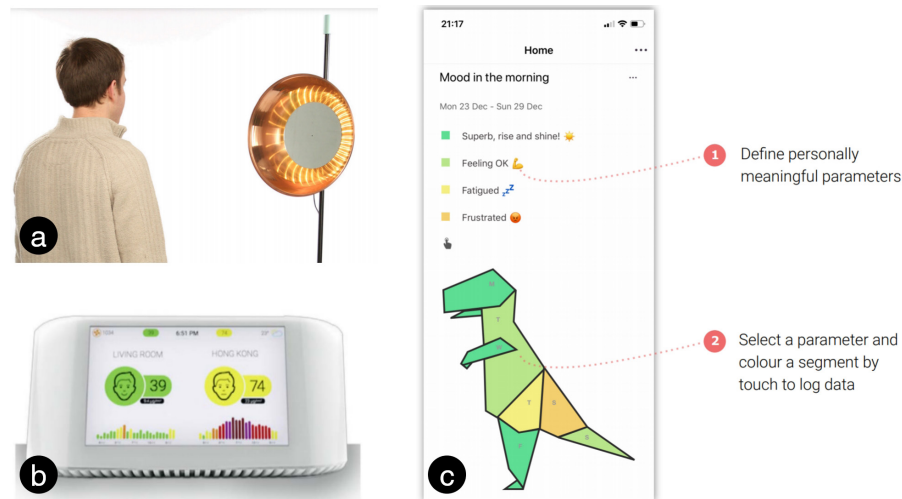 a
6:51 PM
LIVING ROOM
HONG KONG
39
74
b
21:17
Home
Mood in the morning
Mon 23 Dec - Sun 29 Dec
Superb, rise and shine! ☀️
Feeling OK 💪
Fatigued 💤
Frustrated 😡
M
T
W
T
S
F
S
c
1 Define personally
meaningful parameters
2 Select a parameter and
colour a segment by
touch to log data